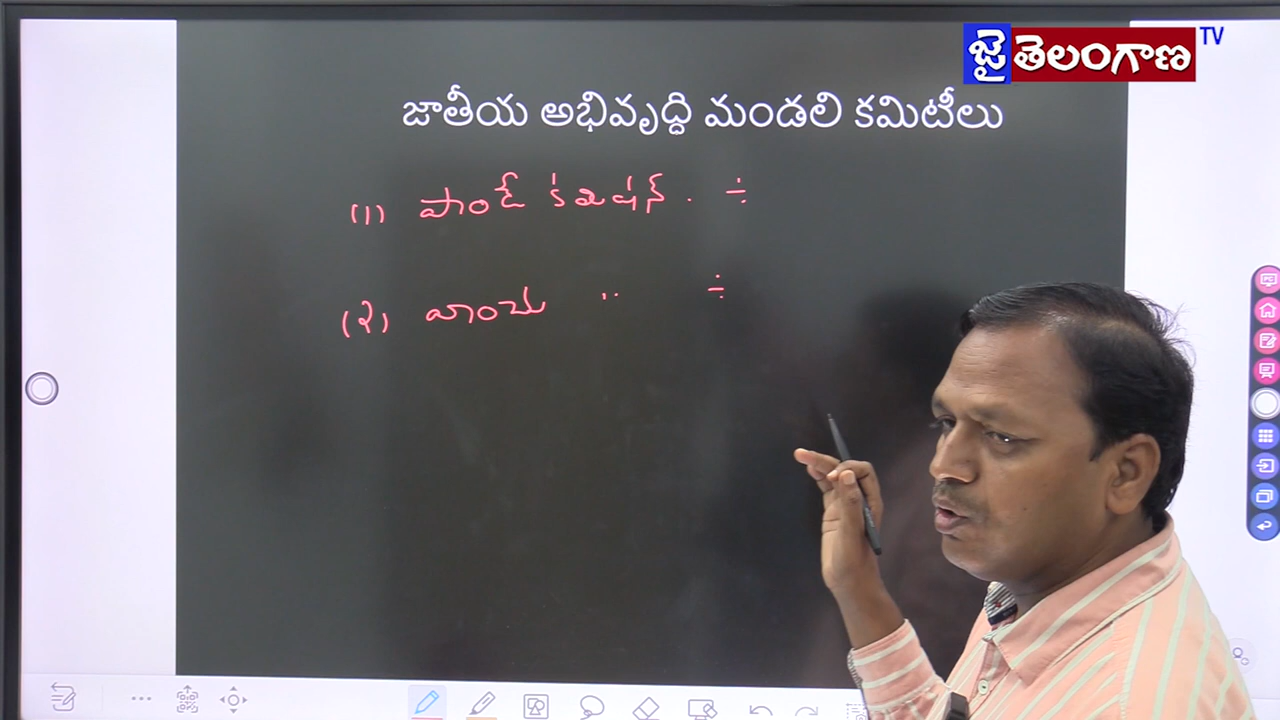 జై తెలంగాణ TV
జాతీయ అభివృద్ధి మండలి కమిటీలు
(1) పాండే కమిషన్ . ÷
(2) వాంచు " ÷